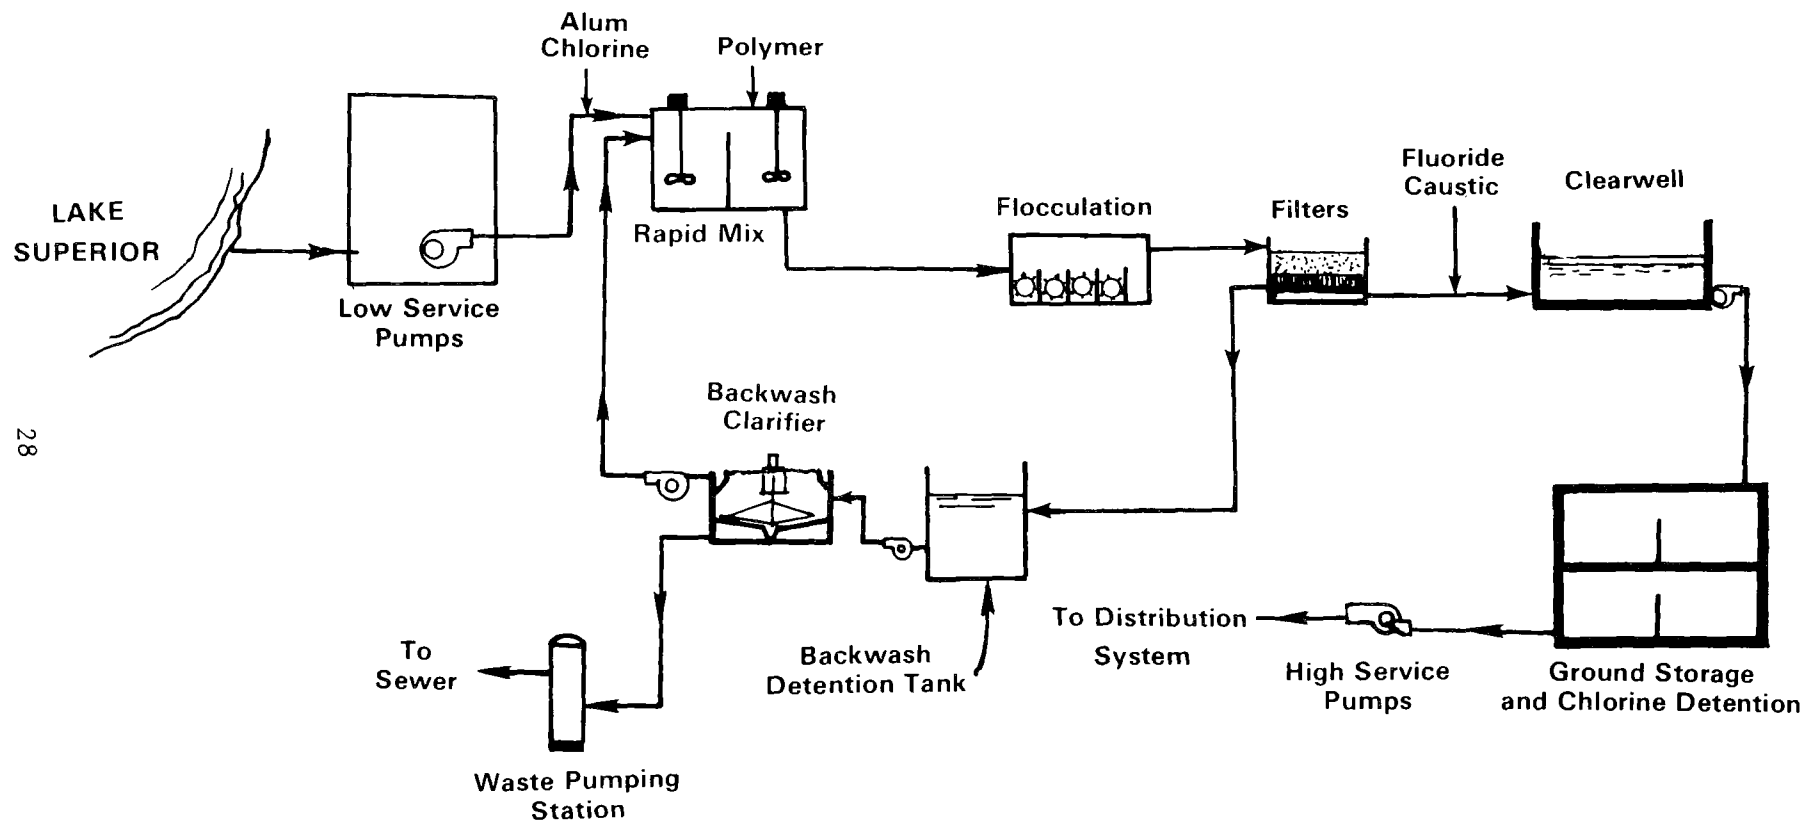 Alum
Chlorine
Polymer
LAKE
SUPERIOR
Low Service
Pumps
Rapid Mix
Flocculation
Filters
Fluoride
Caustic
Clearwell
Backwash
Clarifier
28
To
Sewer
Waste Pumping
Station
Backwash
Detention Tank
To Distribution
System
High Service
Pumps
Ground Storage
and Chlorine Detention